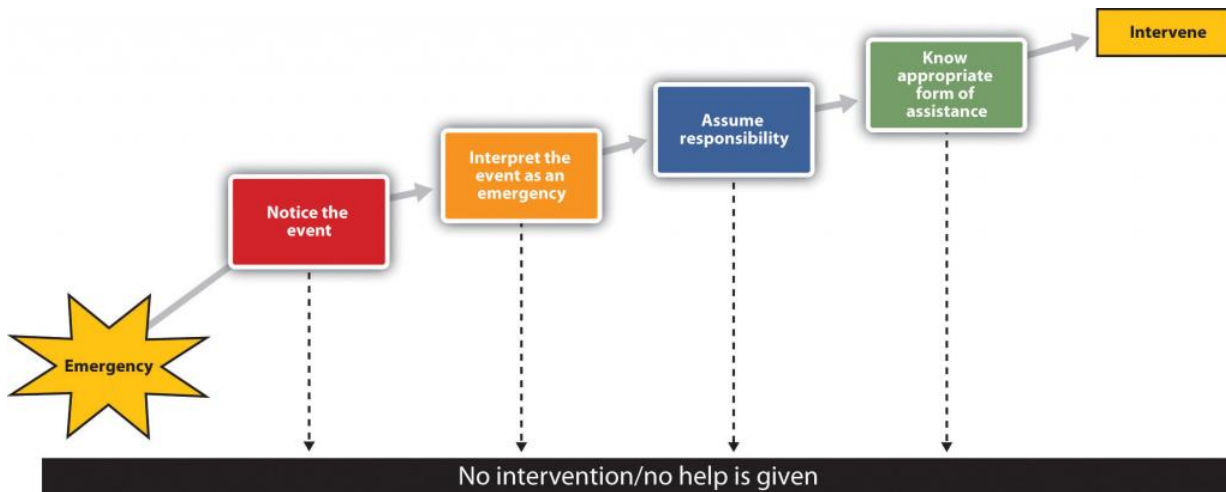 Emergency
Notice the
event
Interpret the
event as an
emergency
Assume
responsibility
Know
appropriate
form of
assistance
Intervene
No intervention/no help is given